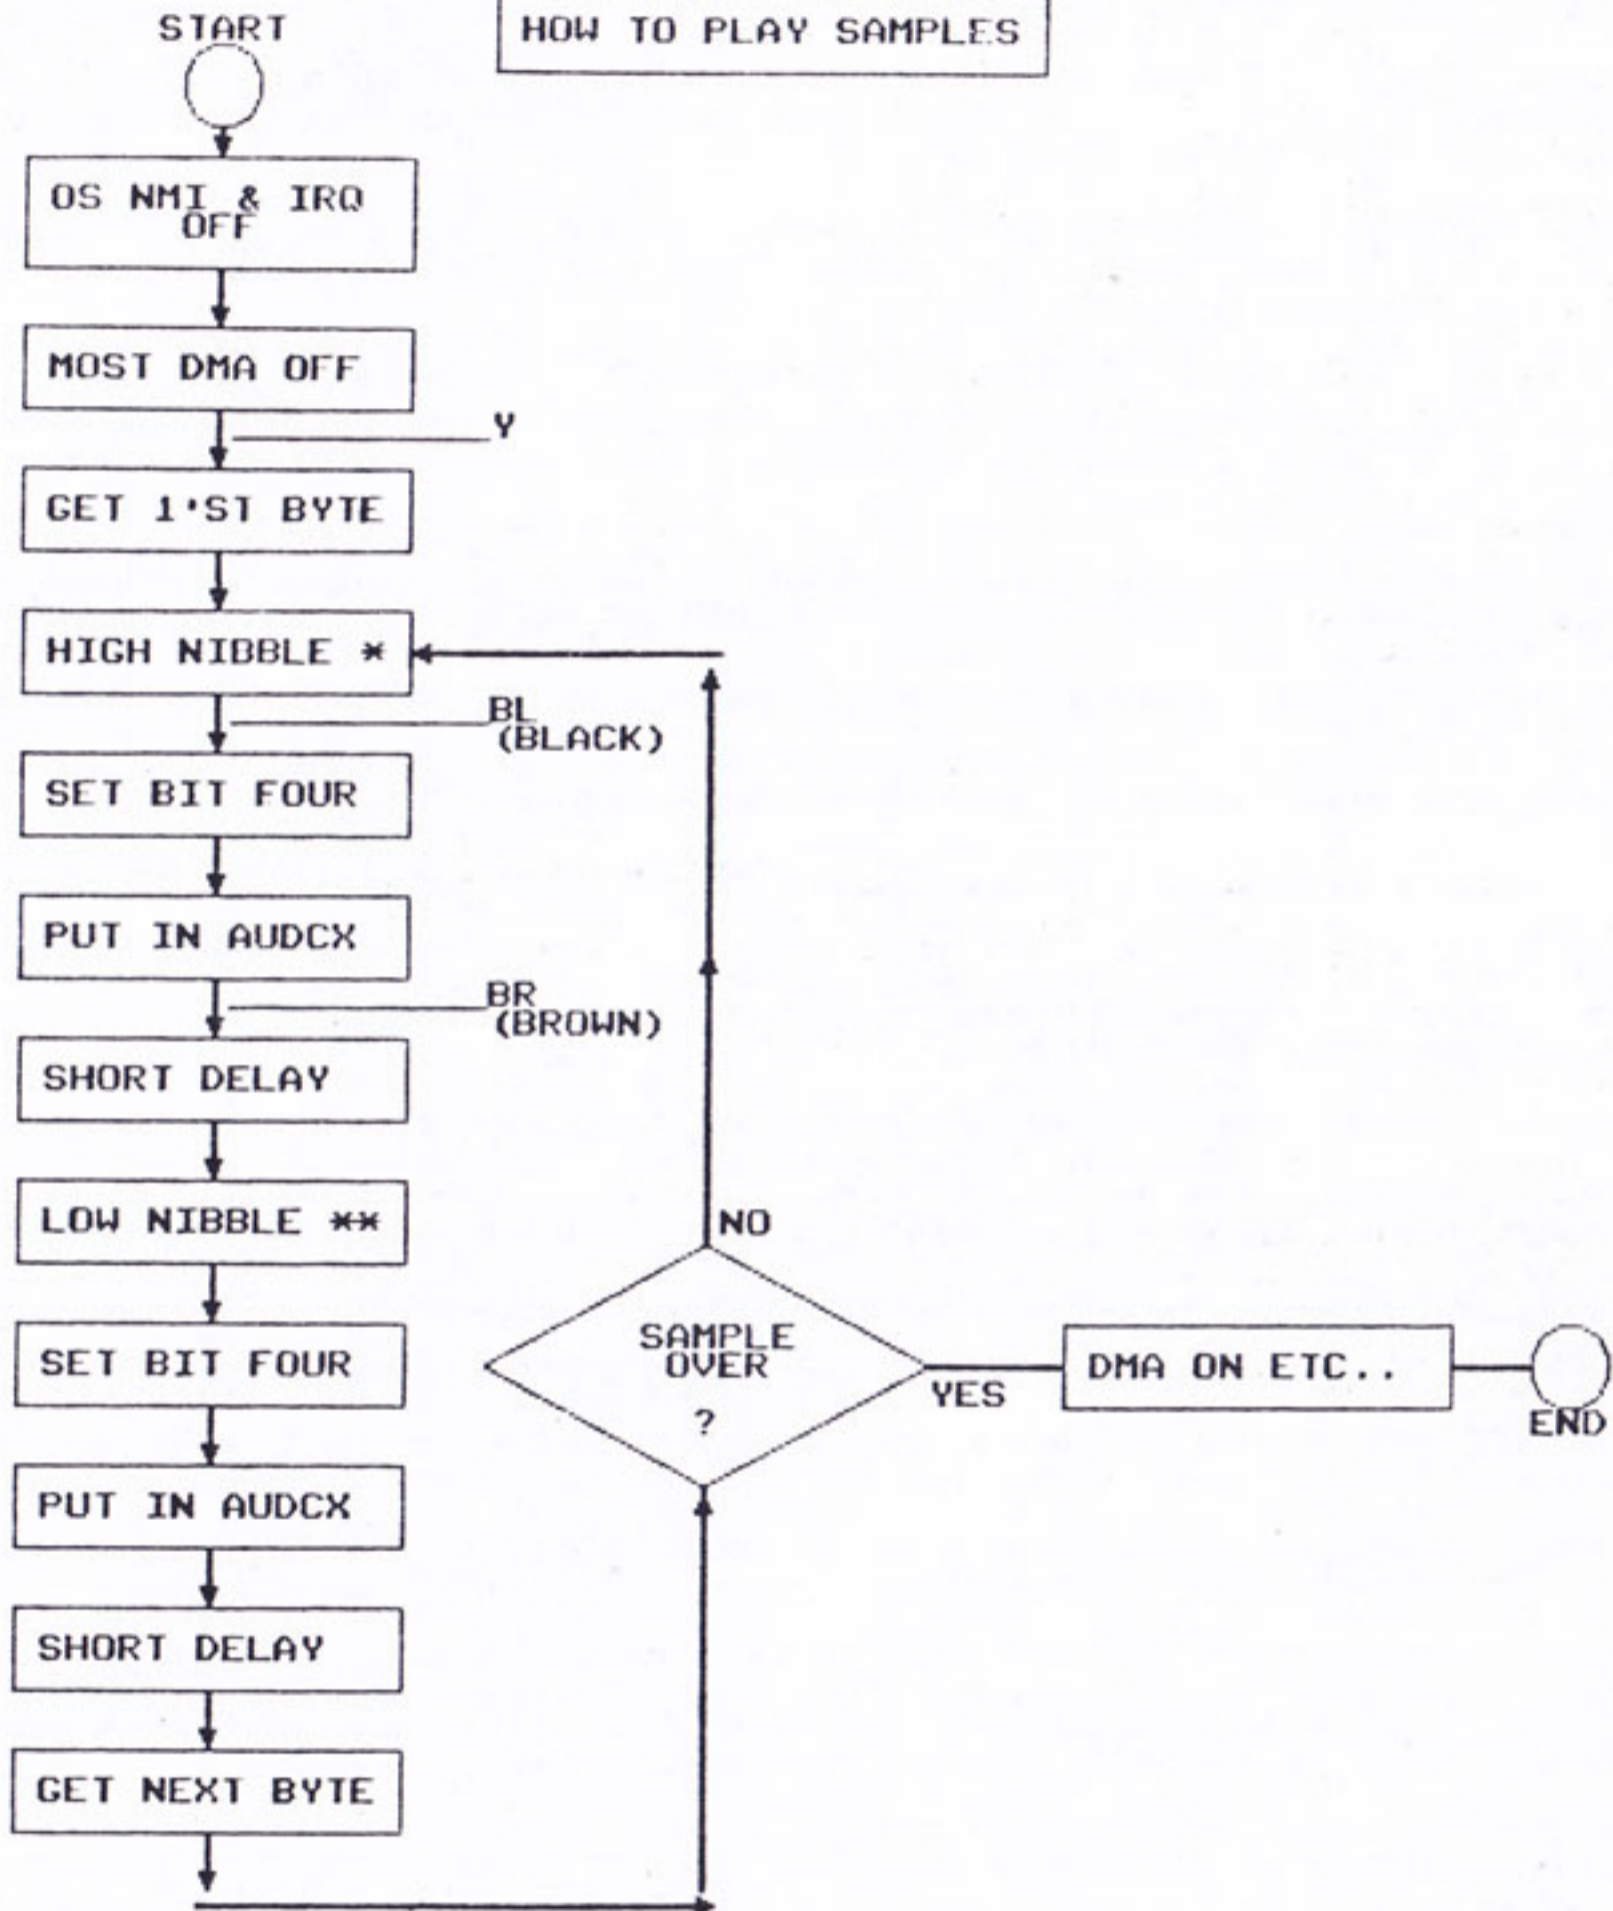 START
HOW TO PLAY SAMPLES
OS NMI & IRQ
OFF
MOST DMA OFF
Y
GET 1'ST BYTE
HIGH NIBBLE *
BL
(BLACK)
SET BIT FOUR
PUT IN AUDCX
BR
(BROWN)
SHORT DELAY
LOW NIBBLE **
NO
SET BIT FOUR
SAMPLE
OVER
?
YES
DMA ON ETC..
END
PUT IN AUDCX
SHORT DELAY
GET NEXT BYTE